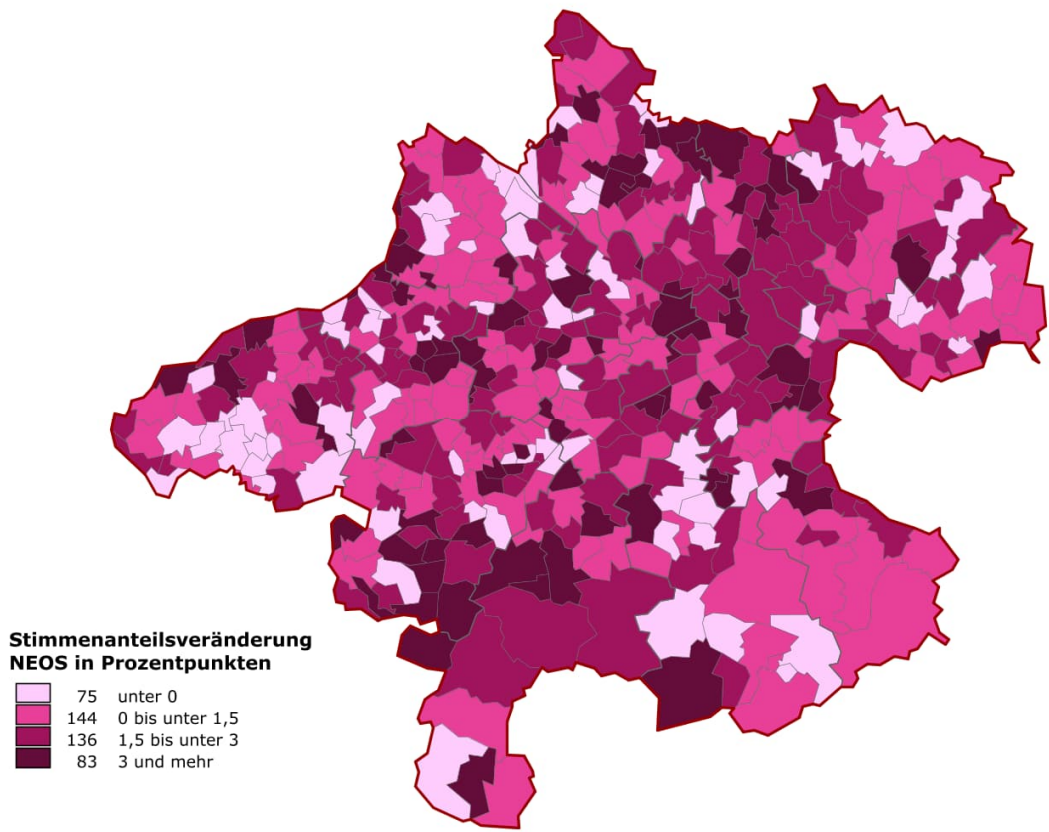 Stimmenanteilsveränderung
NEOS in Prozentpunkten
75 unter 0
144 0 bis unter 1,5
136 1,5 bis unter 3
83 3 und mehr